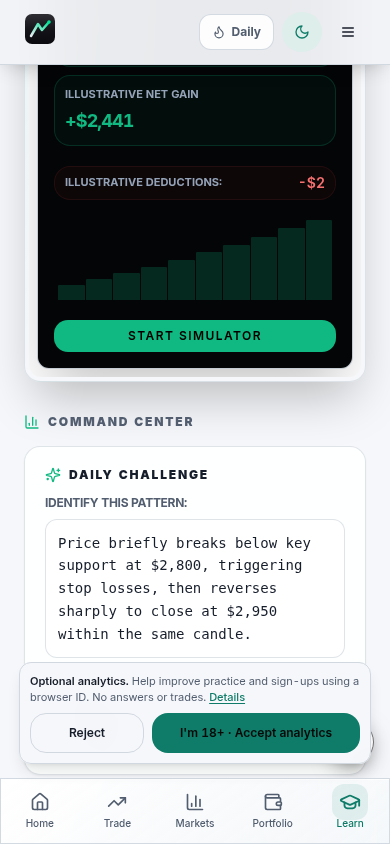 Daily
ILLUSTRATIVE NET GAIN
+$2,441
ILLUSTRATIVE DEDUCTIONS: -$2
START SIMULATOR
COMMAND CENTER
DAILY CHALLENGE
IDENTIFY THIS PATTERN:
Price briefly breaks below key
support at $2,800, triggering
stop losses, then reverses
sharply to close at $2,950
within the same candle.
Optional analytics. Help improve practice and sign-ups using a
browser ID. No answers or trades. Details
Reject I'm 18+ · Accept analytics
Home Trade Markets Portfolio Learn